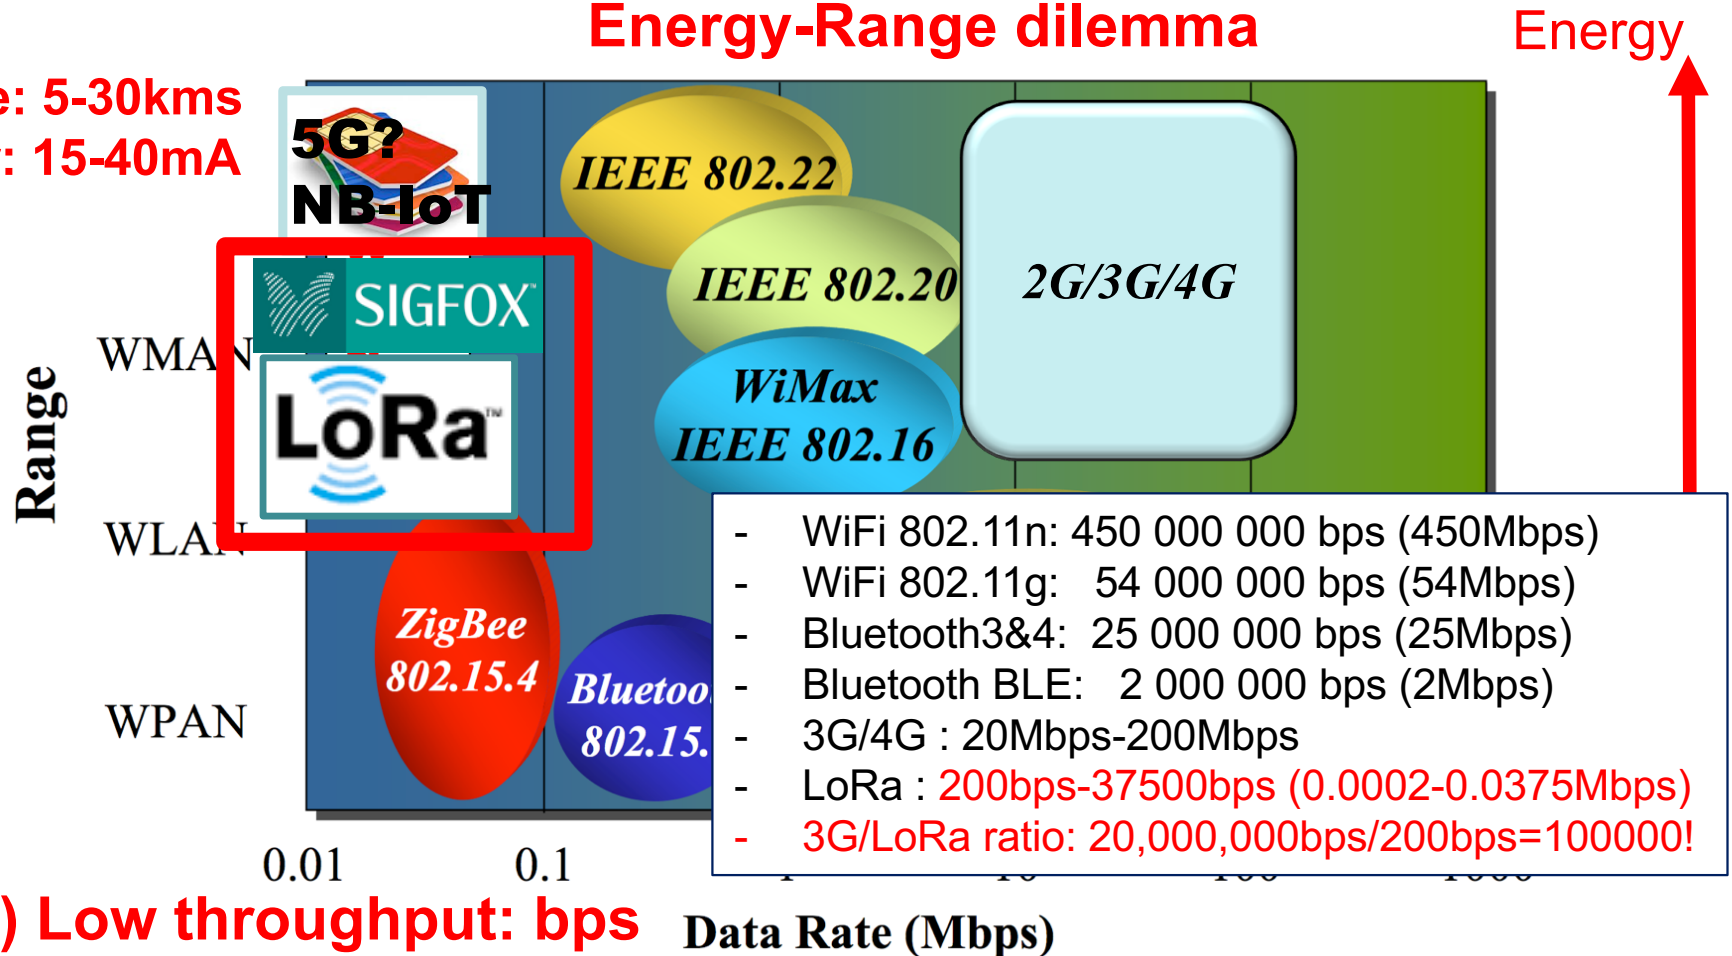 Energy-Range dilemma
Energy
e: 5-30kms
: 15-40mA
5G?
NB-IoT
IEEE 802.22
SIGFOX
IEEE 802.20
2G/3G/4G
WMAN
LoRa™
WiMax
IEEE 802.16
Range
WLAN
- WiFi 802.11n: 450 000 000 bps (450Mbps)
- WiFi 802.11g: 54 000 000 bps (54Mbps)
- Bluetooth3&4: 25 000 000 bps (25Mbps)
- Bluetooth BLE: 2 000 000 bps (2Mbps)
- 3G/4G : 20Mbps-200Mbps
- LoRa : 200bps-37500bps (0.0002-0.0375Mbps)
- 3G/LoRa ratio: 20,000,000bps/200bps=100000!
ZigBee
802.15.4
Bluetoo
802.15.
WPAN
0.01 0.1
) Low throughput: bps
Data Rate (Mbps)